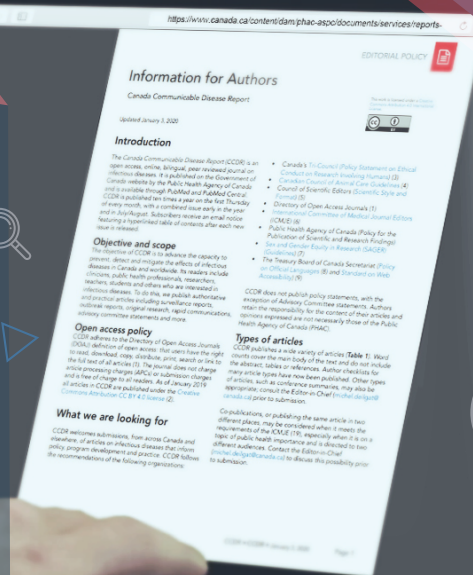 https://www.canada.ca/content/dam/phac-aspc/documents/services/reports-
EDITORIAL POLICY
Information for Authors
Canada Communicable Disease Report
Updated January 3, 2020
Introduction
The Canada Communicable Disease Report (CCDR) is an
open access, online, bilingual, peer reviewed journal on
infectious diseases. It is published on the Government of
Canada website by the Public Health Agency of Canada
and is available through PubMed and PubMed Central.
CCDR is published ten times a year on the first Thursday
of every month, with a combined issue early in the year
and in July/August. Subscribers receive an email notice
featuring a hyperlinked table of contents after each new
issue is released.
Objective and scope
The objective of CCDR is to advance the capacity to
prevent, detect and mitigate the effects of infectious
diseases in Canada and worldwide. Its readers include
clinicians, public health professionals, researchers,
teachers, students and others who are interested in
infectious diseases. To do this, we publish authoritative
and practical articles including surveillance reports,
outbreak reports, original research, rapid communications,
advisory committee statements and more.
Open access policy
CCDR adheres to the Directory of Open Access Journals
(DOAJ) definition of open access: that users have the right
to read, download, copy, distribute, print, search or link to
the full text of all articles (1). The journal does not charge
article processing charges (APCs) or submission charges
and is free of charge to all readers. As of January 2019
all articles in CCDR are published under the Creative
Commons Attribution CC BY 4.0 license (2).
What we are looking for
CCDR welcomes submissions, from across Canada and
elsewhere, of articles on infectious diseases that inform
policy, program development and practice. CCDR follows
the recommendations of the following organizations:
• Canada's Tri-Council (Policy Statement on Ethical
Conduct on Research involving Humans) (3)
• Canadian Council of Animal Care Guidelines (4)
• Council of Scientific Editors (Scientific Style and
Format) (5)
• Directory of Open Access Journals (1)
• International Committee of Medical Journal Editors
(ICMJE) (6)
• Public Health Agency of Canada (Policy for the
Publication of Scientific and Research Findings)
• Sex and Gender Equity in Research (SAGER)
(Guidelines) (7)
• The Treasury Board of Canada Secretariat (Policy
on Official Languages (8) and Standard on Web
Accessibility) (9)
CCDR does not publish policy statements, with the
exception of Advisory Committee statements. Authors
retain the responsibility for the content of their articles and
opinions expressed are not necessarily those of the Public
Health Agency of Canada (PHAC).
Types of articles
CCDR publishes a wide variety of articles (Table 1). Word
counts cover the main body of the text and do not include
the abstract, tables or references. Author checklists for
many article types have now been published. Other types
of articles, such as conference summaries, may also be
appropriate; consult the Editor-in-Chief
prior to submission.
Co-publications, or publishing the same article in two
different places, may be considered when it meets the
requirements of the ICMJE (19), especially when it is on a
topic of public health importance and is directed to two
different audiences. Contact the Editor-in-Chief
to discuss this possibility prior
to submission.
Page 1